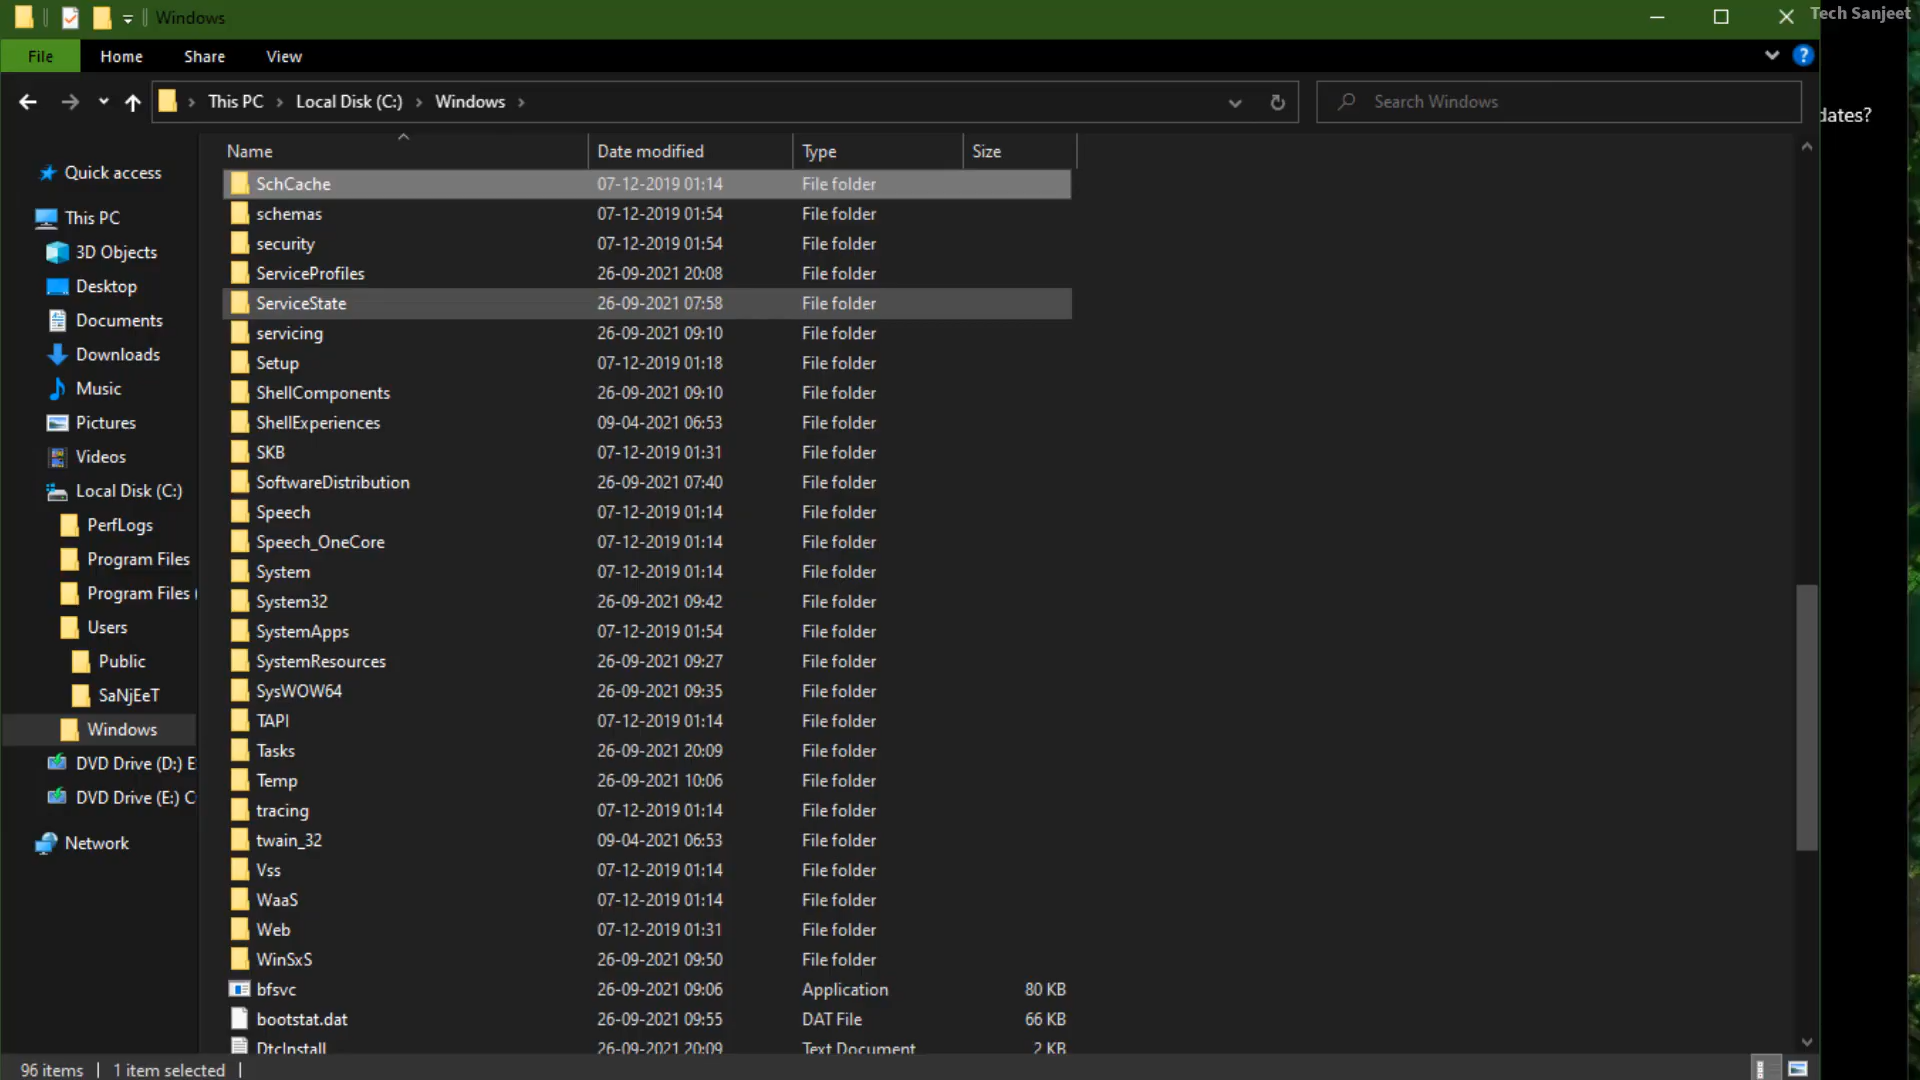 Windows
Tech Sanjeet
File Home Share View
This PC Local Disk (C:) Windows
Search Windows
dates?
Name Date modified Type Size
Quick access
This PC
3D Objects
Desktop
Documents
Downloads
Music
Pictures
Videos
Local Disk (C:)
PerfLogs
Program Files
Program Files (
Users
Public
SaNjEeT
Windows
DVD Drive (D:) E
DVD Drive (E:) C
Network
SchCache 07-12-2019 01:14 File folder
schemas 07-12-2019 01:54 File folder
security 07-12-2019 01:54 File folder
ServiceProfiles 26-09-2021 20:08 File folder
ServiceState 26-09-2021 07:58 File folder
servicing 26-09-2021 09:10 File folder
Setup 07-12-2019 01:18 File folder
ShellComponents 26-09-2021 09:10 File folder
ShellExperiences 09-04-2021 06:53 File folder
SKB 07-12-2019 01:31 File folder
SoftwareDistribution 26-09-2021 07:40 File folder
Speech 07-12-2019 01:14 File folder
Speech_OneCore 07-12-2019 01:14 File folder
System 07-12-2019 01:14 File folder
System32 26-09-2021 09:42 File folder
SystemApps 07-12-2019 01:54 File folder
SystemResources 26-09-2021 09:27 File folder
SysWOW64 26-09-2021 09:35 File folder
TAPI 07-12-2019 01:14 File folder
Tasks 26-09-2021 20:09 File folder
Temp 26-09-2021 10:06 File folder
tracing 07-12-2019 01:14 File folder
twain_32 09-04-2021 06:53 File folder
Vss 07-12-2019 01:14 File folder
WaaS 07-12-2019 01:14 File folder
Web 07-12-2019 01:31 File folder
WinSxS 26-09-2021 09:50 File folder
bfsvc 26-09-2021 09:06 Application 80 KB
bootstat.dat 26-09-2021 09:55 DAT File 66 KB
DtcInstall 26-09-2021 20:09 Text Document 2 KB
96 items 1 item selected